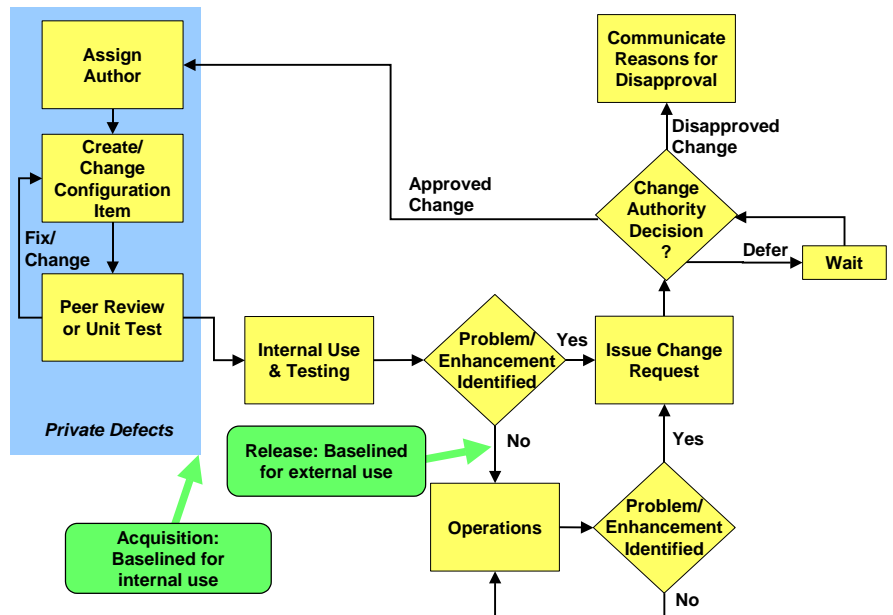 Assign
Author
Create/
Change
Configuration
Item
Fix/
Change
Peer Review
or Unit Test
Private Defects
Acquisition:
Baselined for
internal use
Internal Use
& Testing
Problem/
Enhancement
Identified
Yes
No
Release: Baselined
for external use
Operations
Problem/
Enhancement
Identified
Yes
No
Issue Change
Request
Change
Authority
Decision
?
Defer
Wait
Approved
Change
Disapproved
Change
Communicate
Reasons for
Disapproval